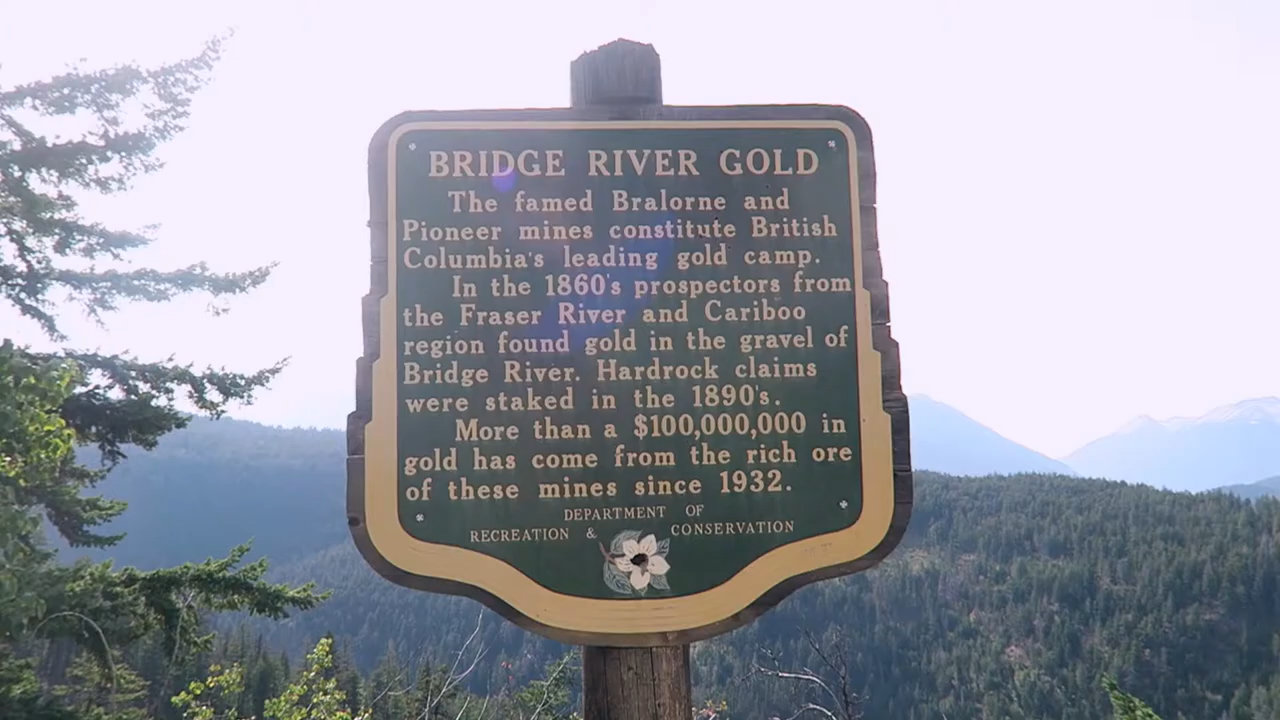 BRIDGE RIVER GOLD
The famed Bralorne and
Pioneer mines constitute British
Columbia's leading gold camp.
In the 1860's prospectors from
the Fraser River and Cariboo
region found gold in the gravel of
Bridge River. Hardrock claims
were staked in the 1890's.
More than a $100,000,000 in
gold has come from the rich ore
of these mines since 1932.
DEPARTMENT OF
RECREATION & CONSERVATION